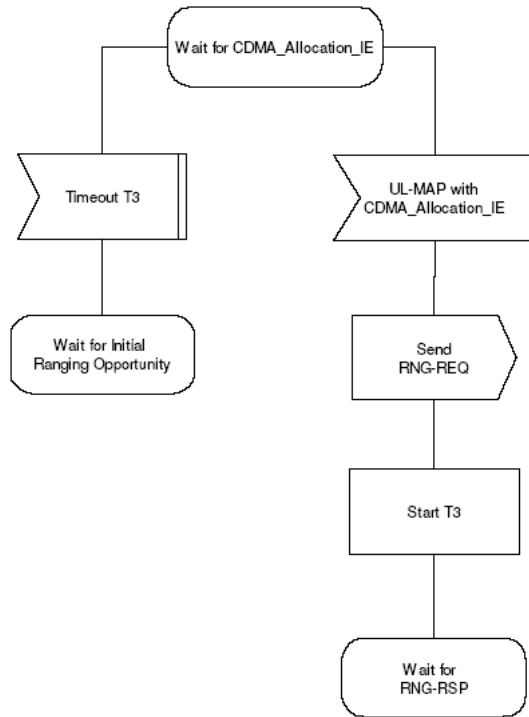 Wait for CDMA_Allocation_IE
Timeout T3
UL-MAP with
CDMA_Allocation_IE
Wait for Initial
Ranging Opportunity
Send
RNG-REQ
Start T3
Wait for
RNG-RSP